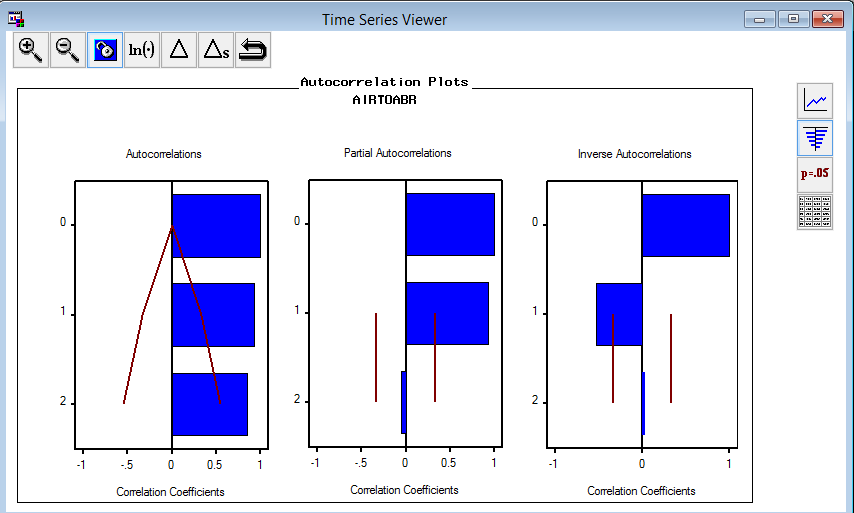 Time Series Viewer
ln(·) Δ Δs
Autocorrelation Plots
AIRTOABR
p=.05
Autocorrelations
0
1
2
-1 -.5 0 0.5 1
Correlation Coefficients
Partial Autocorrelations
0
1
2
-1 -.5 0 0.5 1
Correlation Coefficients
Inverse Autocorrelations
0
1
2
-1 0 1
Correlation Coefficients